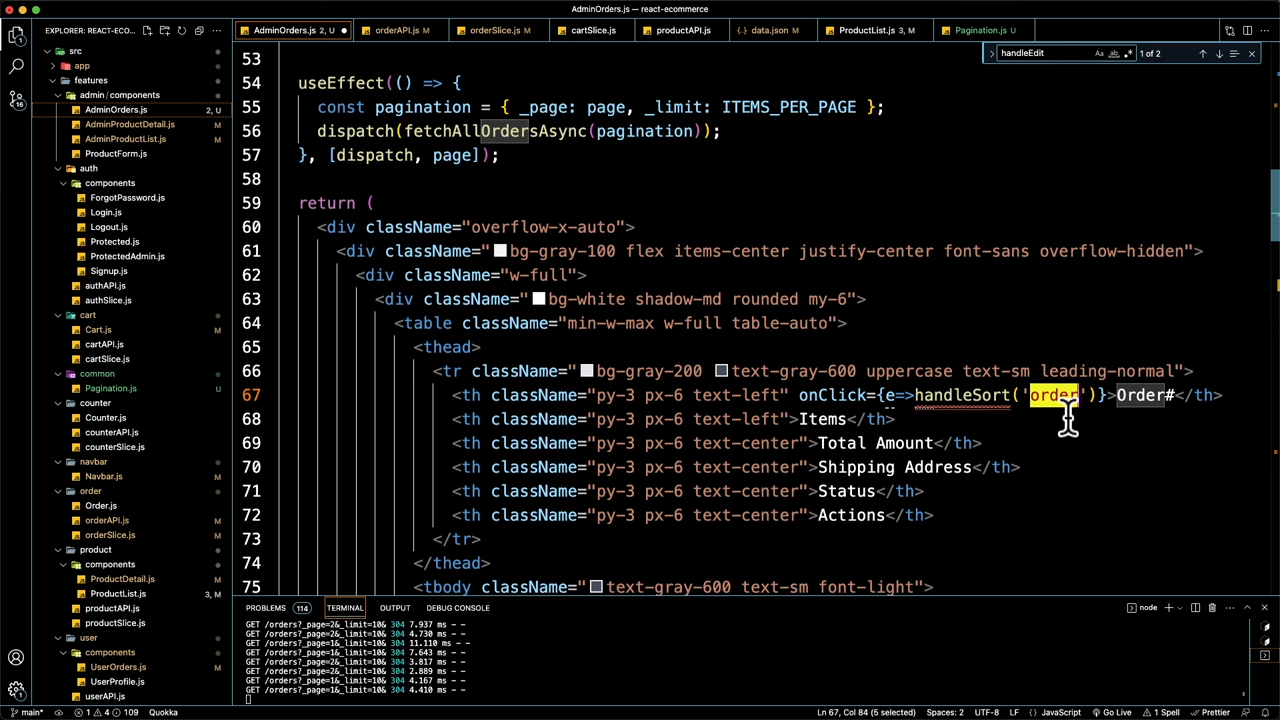 AdminOrders.js — react-ecommerce
EXPLORER: REACT-ECO...
AdminOrders.js 2, U
orderAPI.js M
orderSlice.js M
cartSlice.js
productAPI.js
data.json M
ProductList.js 3, M
Pagination.js U
handleEdit
Aa
ab
1 of 2
src
app
features
admin/components
AdminOrders.js 2, U
AdminProductDetail.js M
AdminProductList.js M
ProductForm.js
auth
components
ForgotPassword.js
Login.js
Logout.js
Protected.js
ProtectedAdmin.js
Signup.js
authAPI.js
authSlice.js
cart
Cart.js M
cartAPI.js
cartSlice.js
common
Pagination.js U
counter
Counter.js
counterAPI.js
counterSlice.js
navbar
Navbar.js M
order
Order.js
orderAPI.js M
orderSlice.js M
product
components
ProductDetail.js M
ProductList.js 3, M
productAPI.js
productSlice.js
user
components
UserOrders.js M
UserProfile.js
userAPI.js
16
1
53
54 useEffect(() => {
55 const pagination = { _page: page, _limit: ITEMS_PER_PAGE };
56 dispatch(fetchAllOrdersAsync(pagination));
57 }, [dispatch, page]);
58
59 return (
60 <div className="overflow-x-auto">
61 <div className="bg-gray-100 flex items-center justify-center font-sans overflow-hidden">
62 <div className="w-full">
63 <div className="bg-white shadow-md rounded my-6">
64 <table className="min-w-max w-full table-auto">
65 <thead>
66 <tr className="bg-gray-200 text-gray-600 uppercase text-sm leading-normal">
67 <th className="py-3 px-6 text-left" onClick={e=>handleSort('order')}>Order#</th>
68 <th className="py-3 px-6 text-left">Items</th>
69 <th className="py-3 px-6 text-center">Total Amount</th>
70 <th className="py-3 px-6 text-center">Shipping Address</th>
71 <th className="py-3 px-6 text-center">Status</th>
72 <th className="py-3 px-6 text-center">Actions</th>
73 </tr>
74 </thead>
75 <tbody className="text-gray-600 text-sm font-light">
PROBLEMS 114 TERMINAL OUTPUT DEBUG CONSOLE
node
GET /orders?_page=2&_limit=10& 304 7.937 ms - -
GET /orders?_page=2&_limit=10& 304 4.730 ms - -
GET /orders?_page=1&_limit=10& 304 11.110 ms - -
GET /orders?_page=1&_limit=10& 304 7.643 ms - -
GET /orders?_page=2&_limit=10& 304 3.817 ms - -
GET /orders?_page=2&_limit=10& 304 2.889 ms - -
GET /orders?_page=1&_limit=10& 304 4.167 ms - -
GET /orders?_page=1&_limit=10& 304 4.410 ms - -
main* 1 4 109 Quokka
Ln 67, Col 84 (5 selected) Spaces: 2 UTF-8 LF JavaScript Go Live 1 Spell Prettier